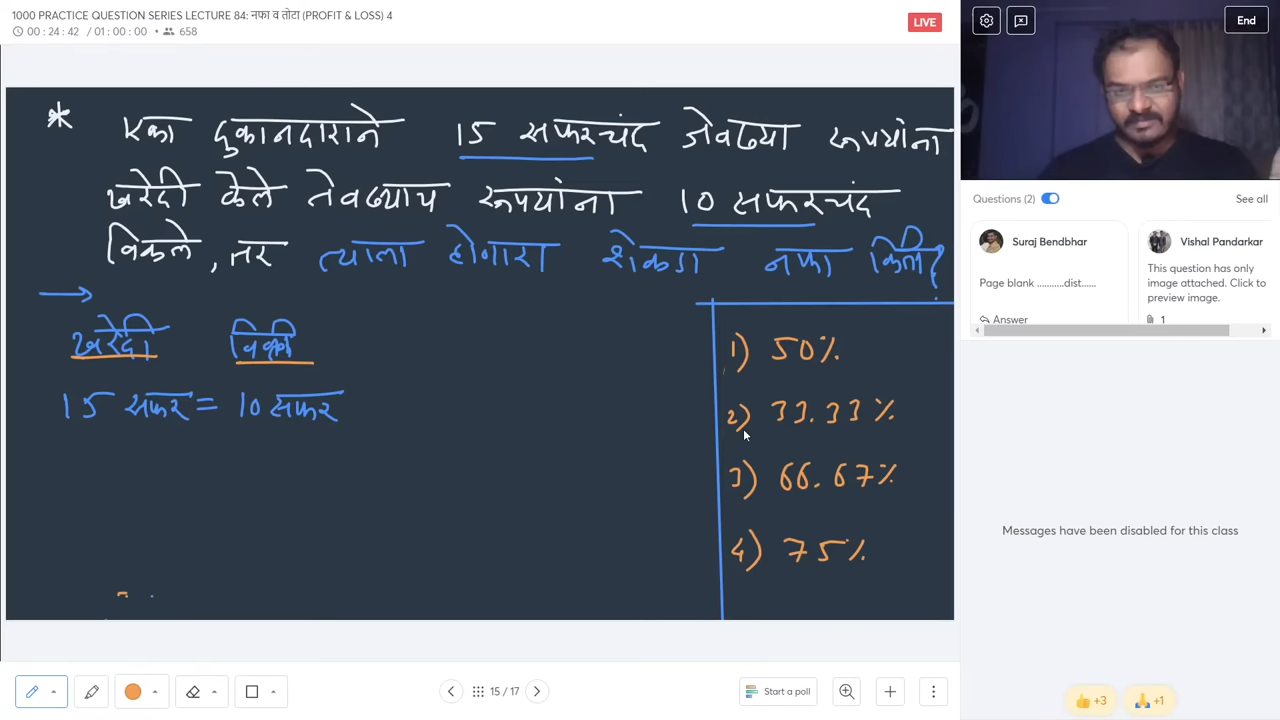 1000 PRACTICE QUESTION SERIES LECTURE 84: नफा व तोटा (PROFIT & LOSS) 4
00 : 24 : 42 / 01 : 00 : 00 • 658
LIVE
End
* एका दुकानदाराने 15 सफरचंद जेवढ्या रूपयांना
खरेदी केले तेवढ्याच रूपयांना 10 सफरचंद
विकले, तर त्याला होणारा शेकडा नफा किती?
खरेदी विक्री
15 सफर = 10 सफर
1) 50%
2) 33.33%
3) 66.67%
4) 75%
Questions (2)
See all
Suraj Bendbhar
Page blank ...........dist......
Answer
Vishal Pandarkar
This question has only
image attached. Click to
preview image.
1
Messages have been disabled for this class
15 / 17
Start a poll
+3
+1